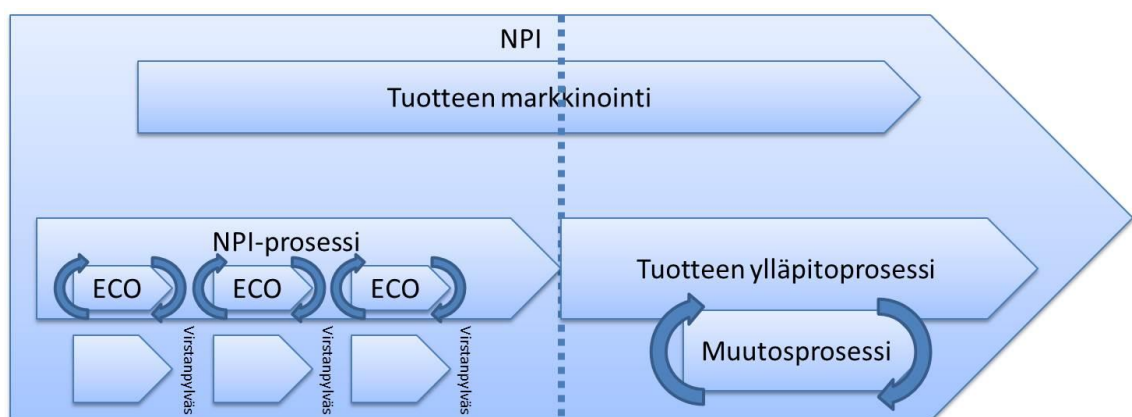 NPI
Tuotteen markkinointi
NPI-prosessi
ECO
ECO
ECO
Virstanpylväs
Virstanpylväs
Virstanpylväs
Tuotteen ylläpitoprosessi
Muutosprosessi